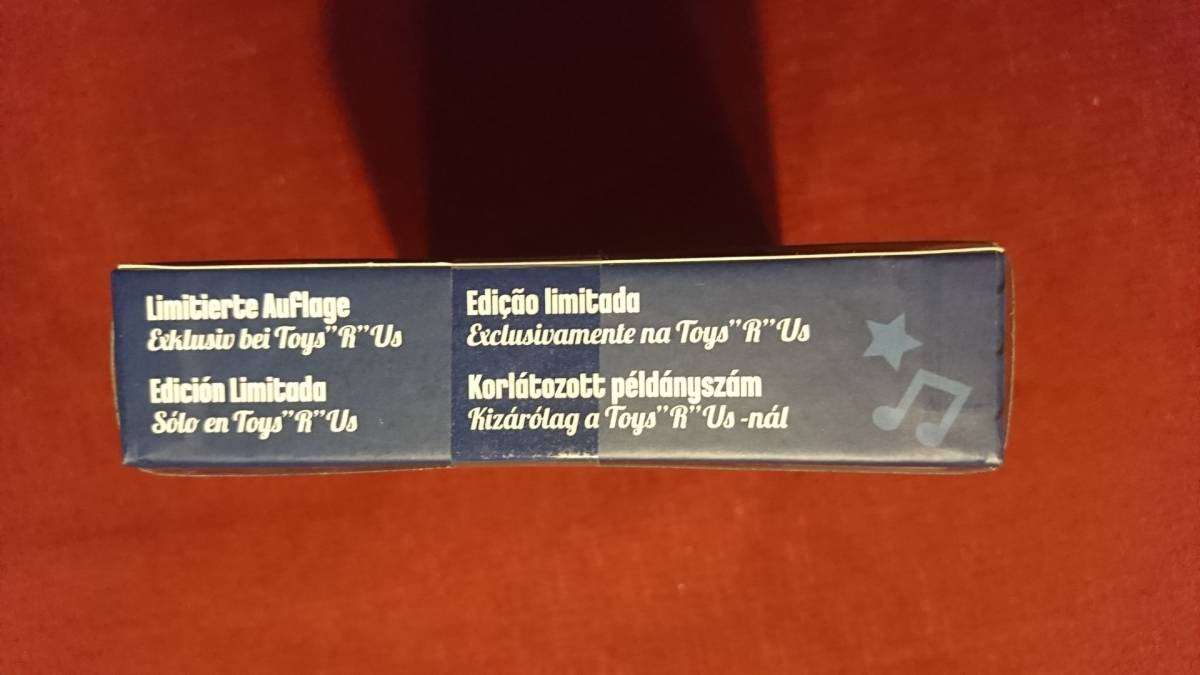 Limitierte Auflage
Exklusiv bei Toys"R"Us
Edición Limitada
Sólo en Toys"R"Us
Edição limitada
Exclusivamente na Toys"R"Us
Korlátozott példányszám
Kizárólag a Toys"R"Us -nál